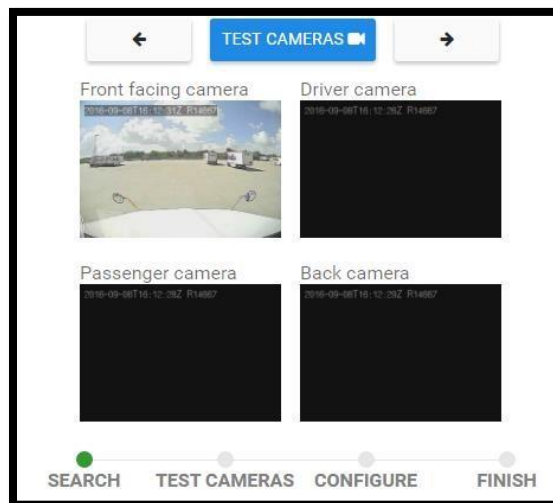 TEST CAMERAS
Front facing camera
Driver camera
2016-09-08T16:12:31Z R14667
2016-09-08T16:12:28Z R14667
Passenger camera
Back camera
2016-09-08T16:12:28Z R14667
2016-09-08T16:12:29Z R14667
SEARCH
TEST CAMERAS
CONFIGURE
FINISH